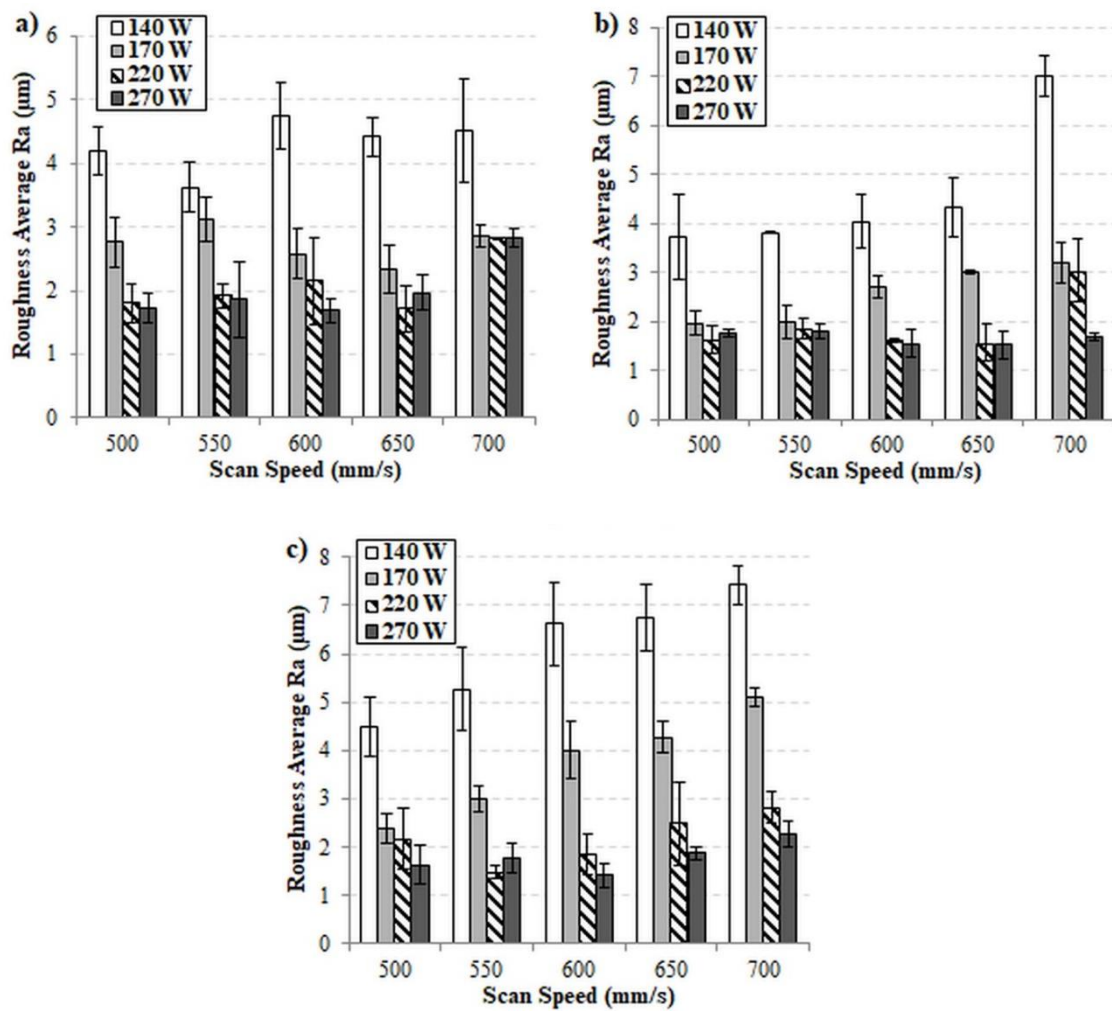 a)
140 W
170 W
220 W
270 W
Roughness Average Ra (µm)
6
5
4
3
2
1
0
500 550 600 650 700
Scan Speed (mm/s)
b)
140 W
170 W
220 W
270 W
Roughness Average Ra (µm)
8
7
6
5
4
3
2
1
0
500 550 600 650 700
Scan Speed (mm/s)
c)
140 W
170 W
220 W
270 W
Roughness Average Ra (µm)
8
7
6
5
4
3
2
1
0
500 550 600 650 700
Scan Speed (mm/s)